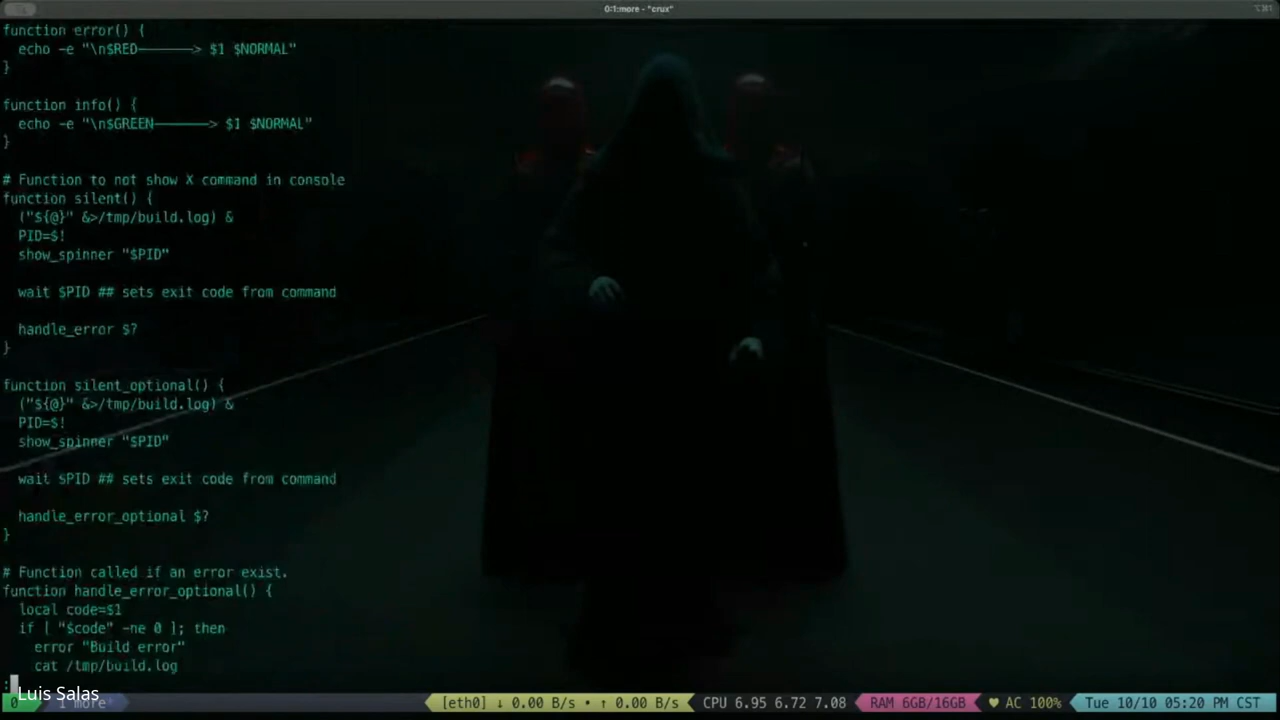 0:1:more - "crux"
⌥⌘1
function error() {
  echo -e "\n$RED——————> $1 $NORMAL"
}

function info() {
  echo -e "\n$GREEN——————> $1 $NORMAL"
}

# Function to not show X command in console
function silent() {
  ("${@}" &>/tmp/build.log) &
  PID=$!
  show_spinner "$PID"

  wait $PID ## sets exit code from command

  handle_error $?
}

function silent_optional() {
  ("${@}" &>/tmp/build.log) &
  PID=$!
  show_spinner "$PID"

  wait $PID ## sets exit code from command

  handle_error_optional $?
}

# Function called if an error exist.
function handle_error_optional() {
  local code=$1
  if [ "$code" -ne 0 ]; then
    error "Build error"
    cat /tmp/build.log
:
Luis Salas
0 1 more [eth0] ↓ 0.00 B/s • ↑ 0.00 B/s CPU 6.95 6.72 7.08 RAM 6GB/16GB ♥ AC 100% Tue 10/10 05:20 PM CST